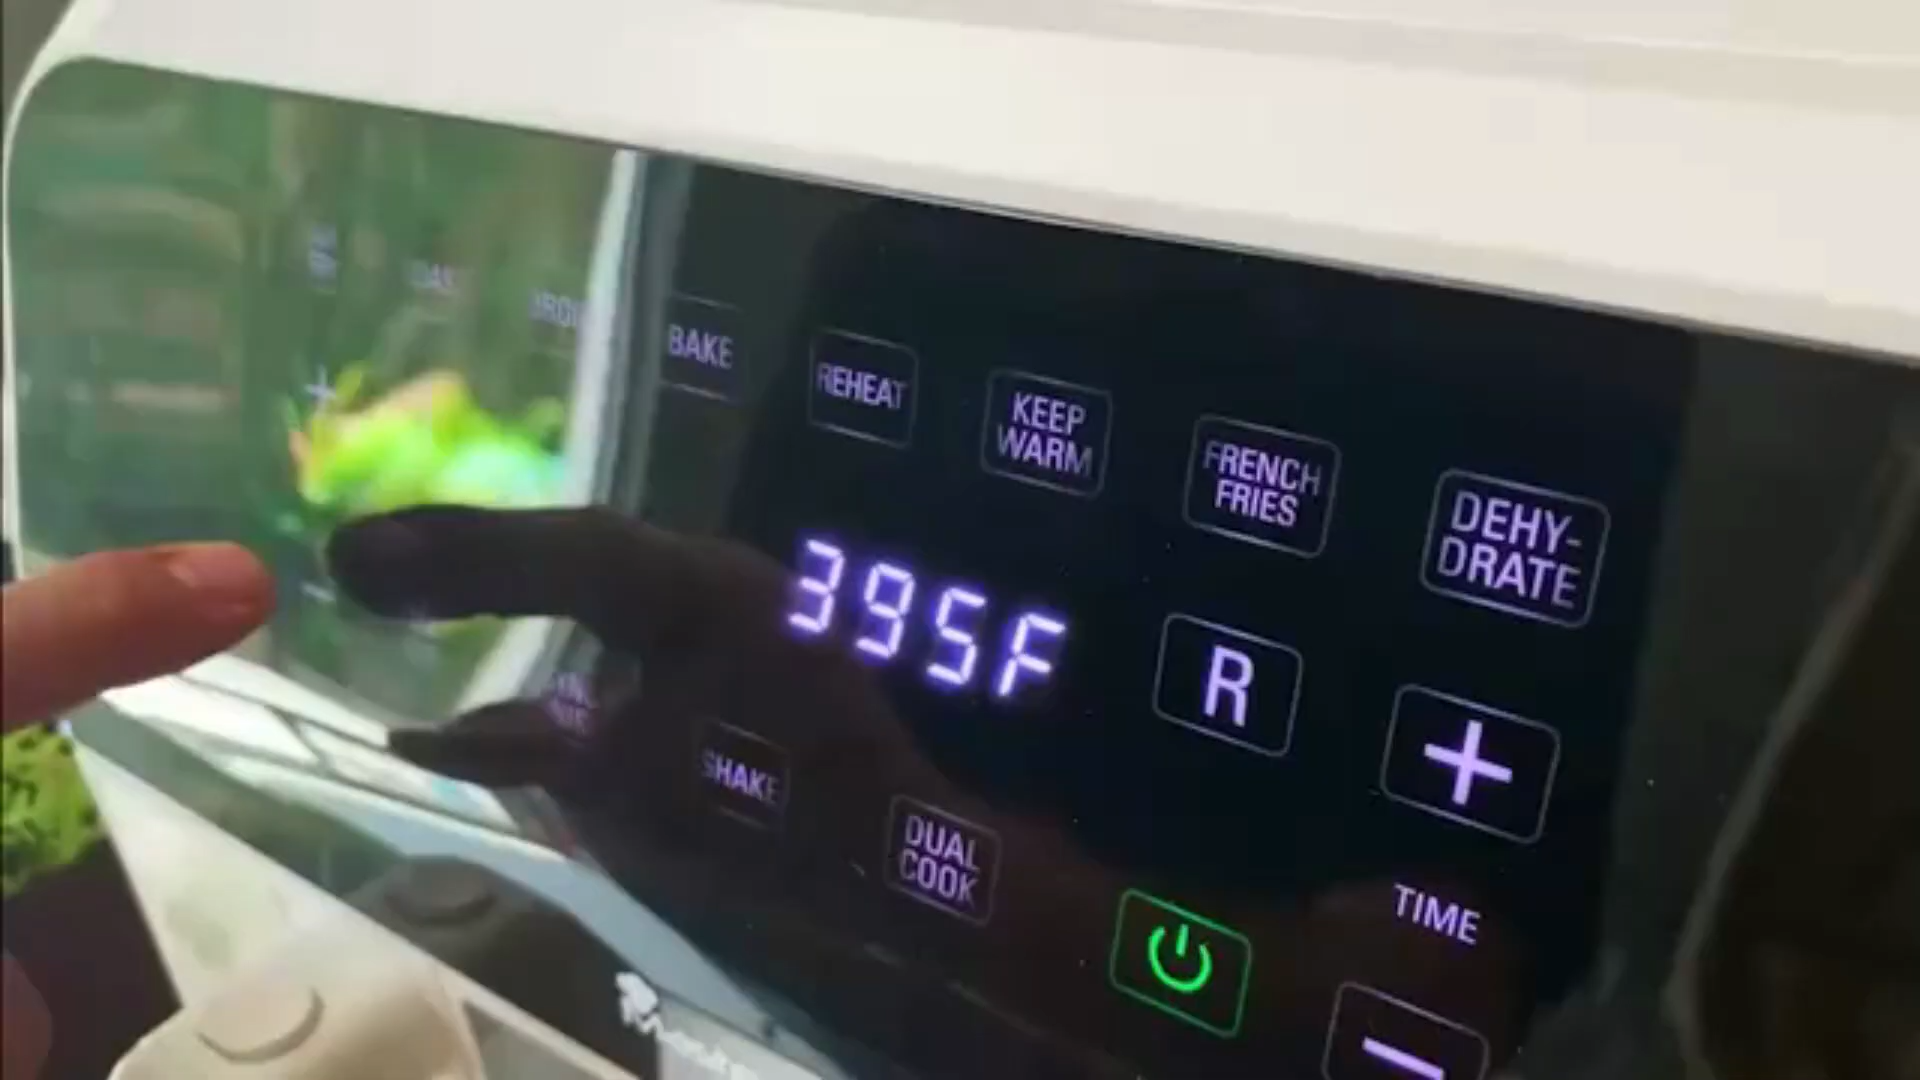 BAKE
REHEAT
KEEP
WARM
FRENCH
FRIES
DEHY-
DRATE
+
395F
R
+
-
SHAKE
DUAL
COOK
TIME
-